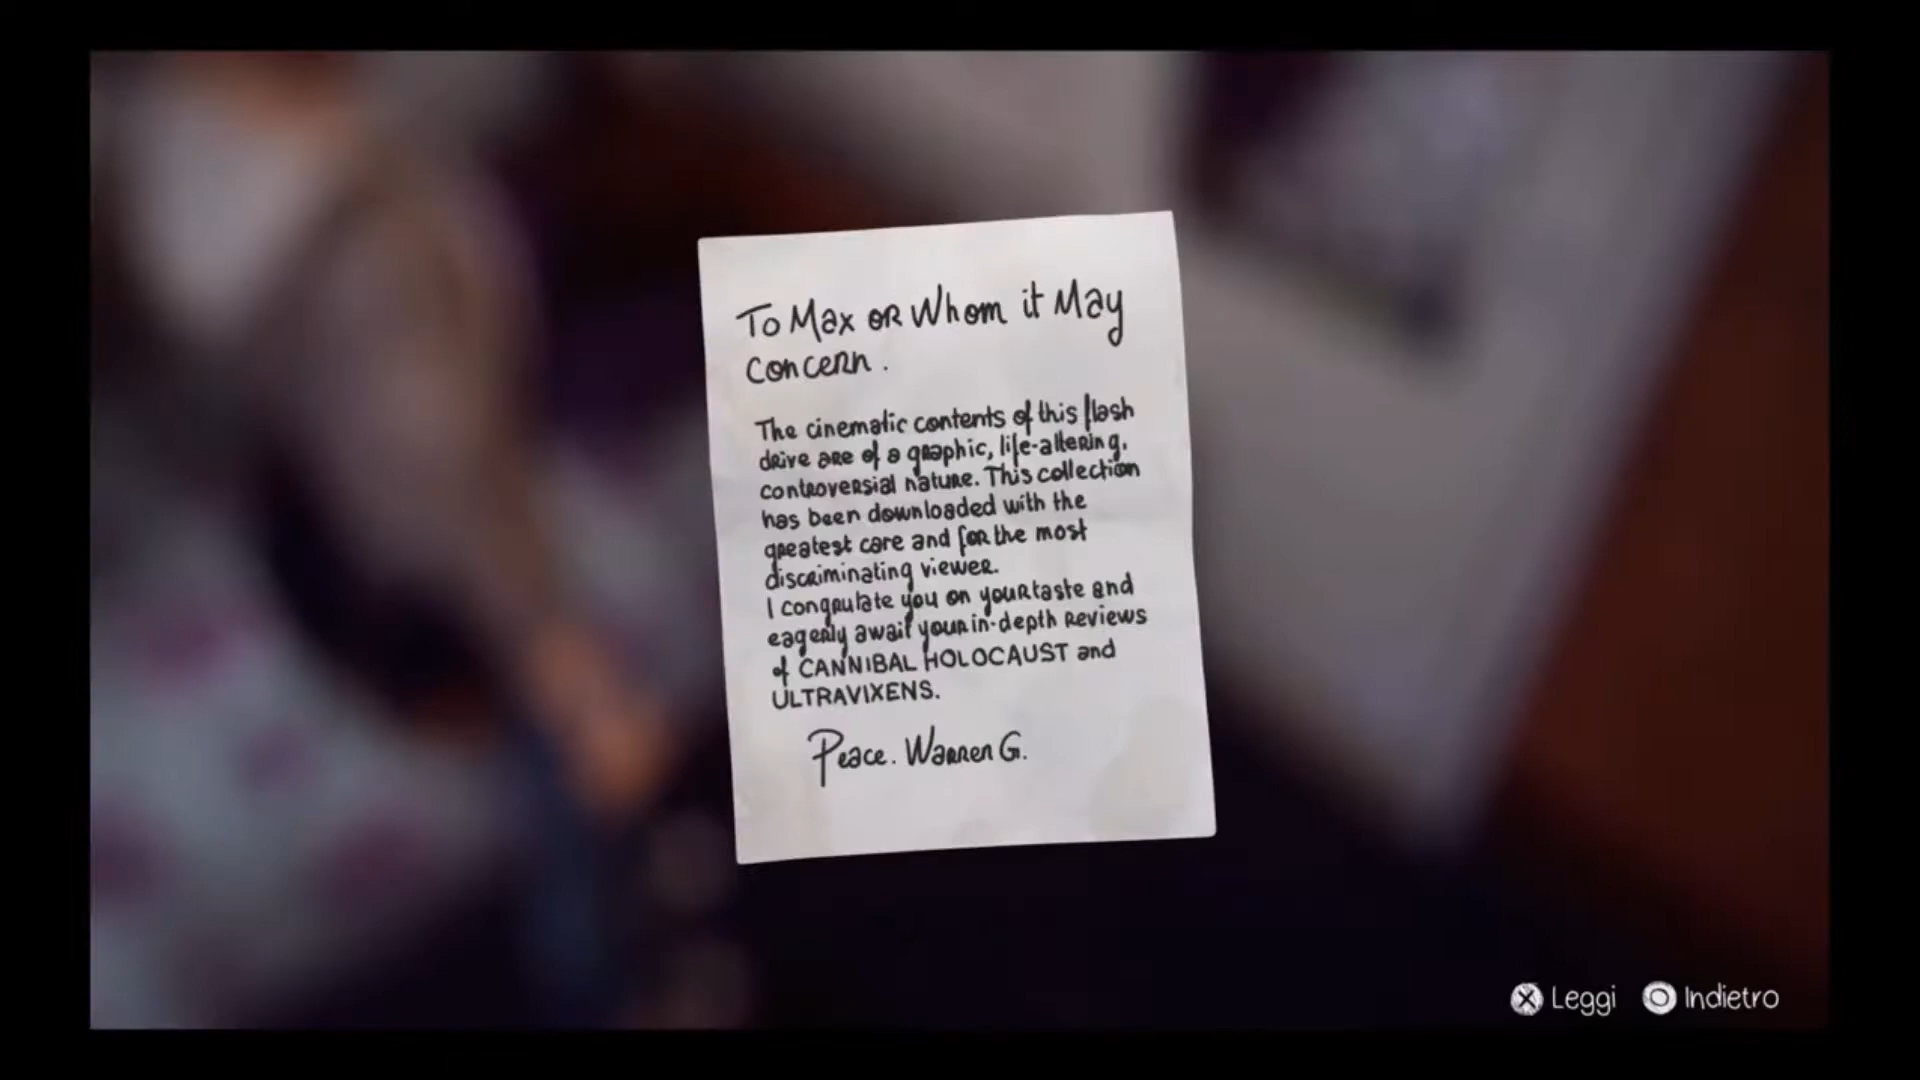 To Max or Whom it May
Concern.
The cinematic contents of this flash
drive are of a graphic, life-altering,
controversial nature. This collection
has been downloaded with the
greatest care and for the most
discriminating viewer.
I congrulate you on your taste and
eagerly await your in-depth reviews
of CANNIBAL HOLOCAUST and
ULTRAVIXENS.
Peace. Warren G.
Leggi Indietro